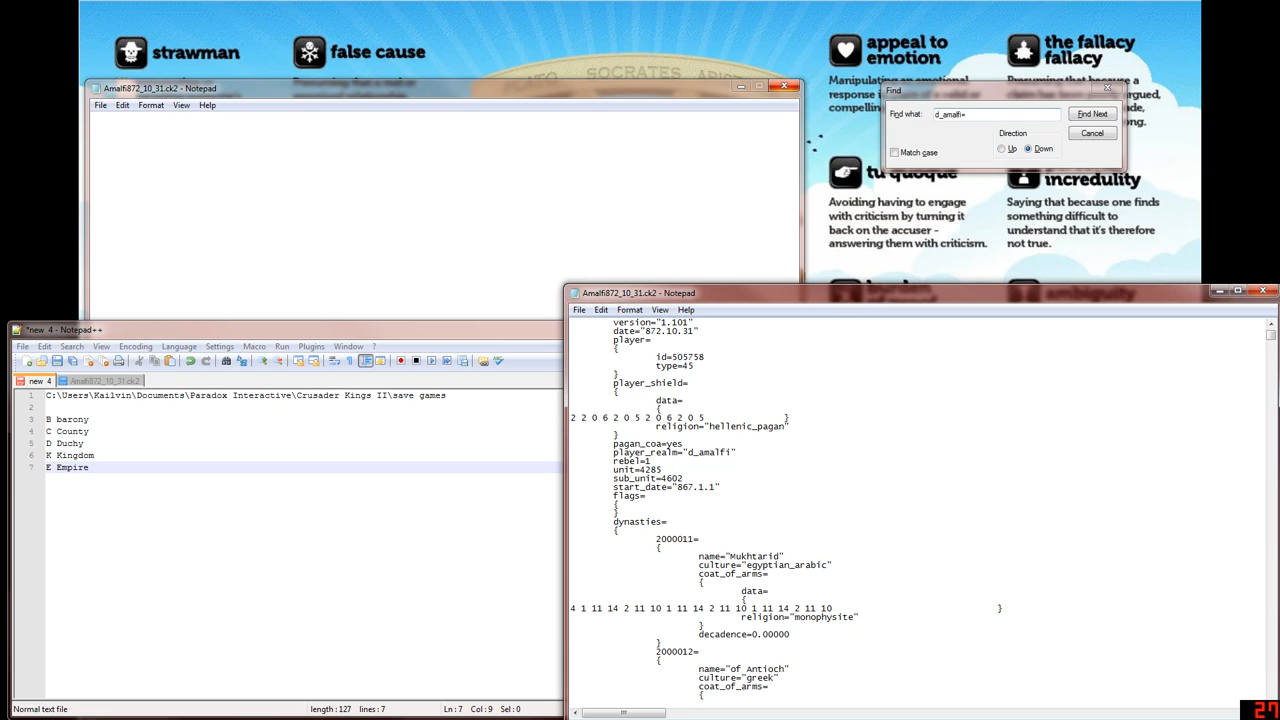 strawman
false cause
SOCRATES
appeal to
emotion
Manipulating an emotional
the fallacy
fallacy
Amalfi872_10_31.ck2 - Notepad
File Edit Format View Help
Find
Find what: d_amalfi= Find Next
Direction Cancel
Match case Up Down
tu quoque
Avoiding having to engage
with criticism by turning it
back on the accuser -
answering them with criticism.
incredulity
Saying that because one finds
something difficult to
understand that it's therefore
not true.
ambiguity
*new 4 - Notepad++
File Edit Search View Encoding Language Settings Macro Run Plugins Window ?
new 4 Amalfi872_10_31.ck2
1 C:\Users\Kailvin\Documents\Paradox Interactive\Crusader Kings II\save games
2
3 B barony
4 C County
5 D Duchy
6 K Kingdom
7 E Empire
Normal text file length : 127 lines : 7 Ln : 7 Col : 9 Sel : 0
Amalfi872_10_31.ck2 - Notepad
File Edit Format View Help
version="1.101"
date="872.10.31"
player=
{
id=505758
type=45
}
player_shield=
{
data=
{
2 2 0 6 2 0 5 2 0 6 2 0 5 }
religion="hellenic_pagan"
}
pagan_coa=yes
player_realm="d_amalfi"
rebel=1
unit=4285
sub_unit=4602
start_date="867.1.1"
flags=
{
}
dynasties=
{
2000011=
{
name="Mukhtarid"
culture="egyptian_arabic"
coat_of_arms=
{
data=
{
4 1 11 14 2 11 10 1 11 14 2 11 10 1 11 14 2 11 10 }
religion="monophysite"
}
decadence=0.00000
}
2000012=
{
name="of Antioch"
culture="greek"
coat_of_arms=
{
27